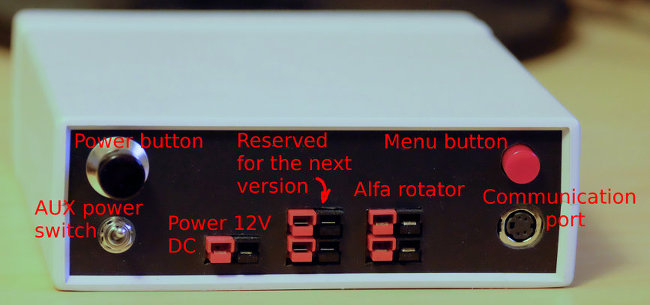 Power button
Reserved
for the next
version
Menu button
Alfa rotator
AUX power
switch
Power 12V
DC
Communication
port